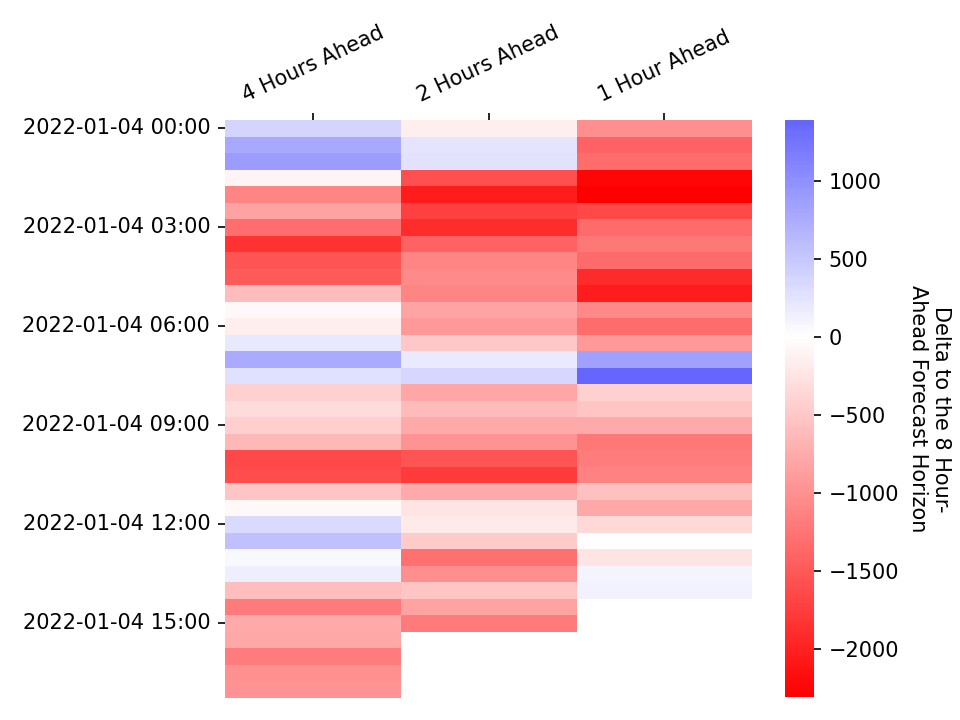 4 Hours Ahead
2 Hours Ahead
1 Hour Ahead
2022-01-04 00:00
2022-01-04 03:00
2022-01-04 06:00
2022-01-04 09:00
2022-01-04 12:00
2022-01-04 15:00
1000
500
0
−500
−1000
−1500
−2000
Delta to the 8 Hour-
Ahead Forecast Horizon